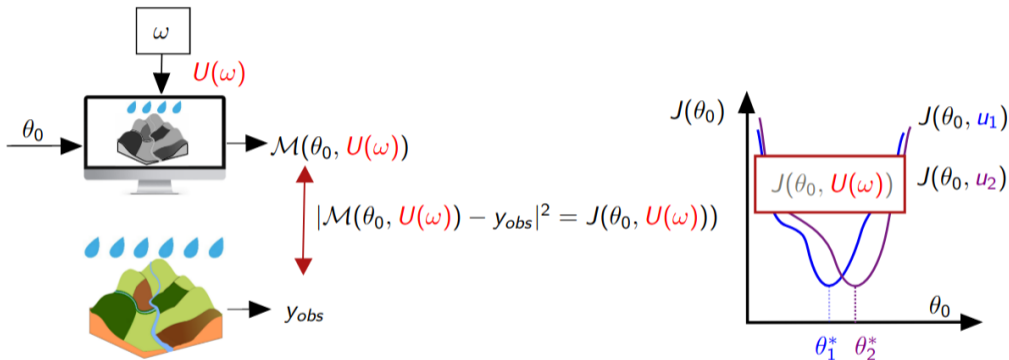 ω
U(ω)
θ₀
ℳ(θ₀, U(ω))
|ℳ(θ₀, U(ω)) − y_obs|² = J(θ₀, U(ω)))
y_obs
J(θ₀)
J(θ₀, u₁)
J(θ₀, U(ω))
J(θ₀, u₂)
θ₀
θ₁* θ₂*